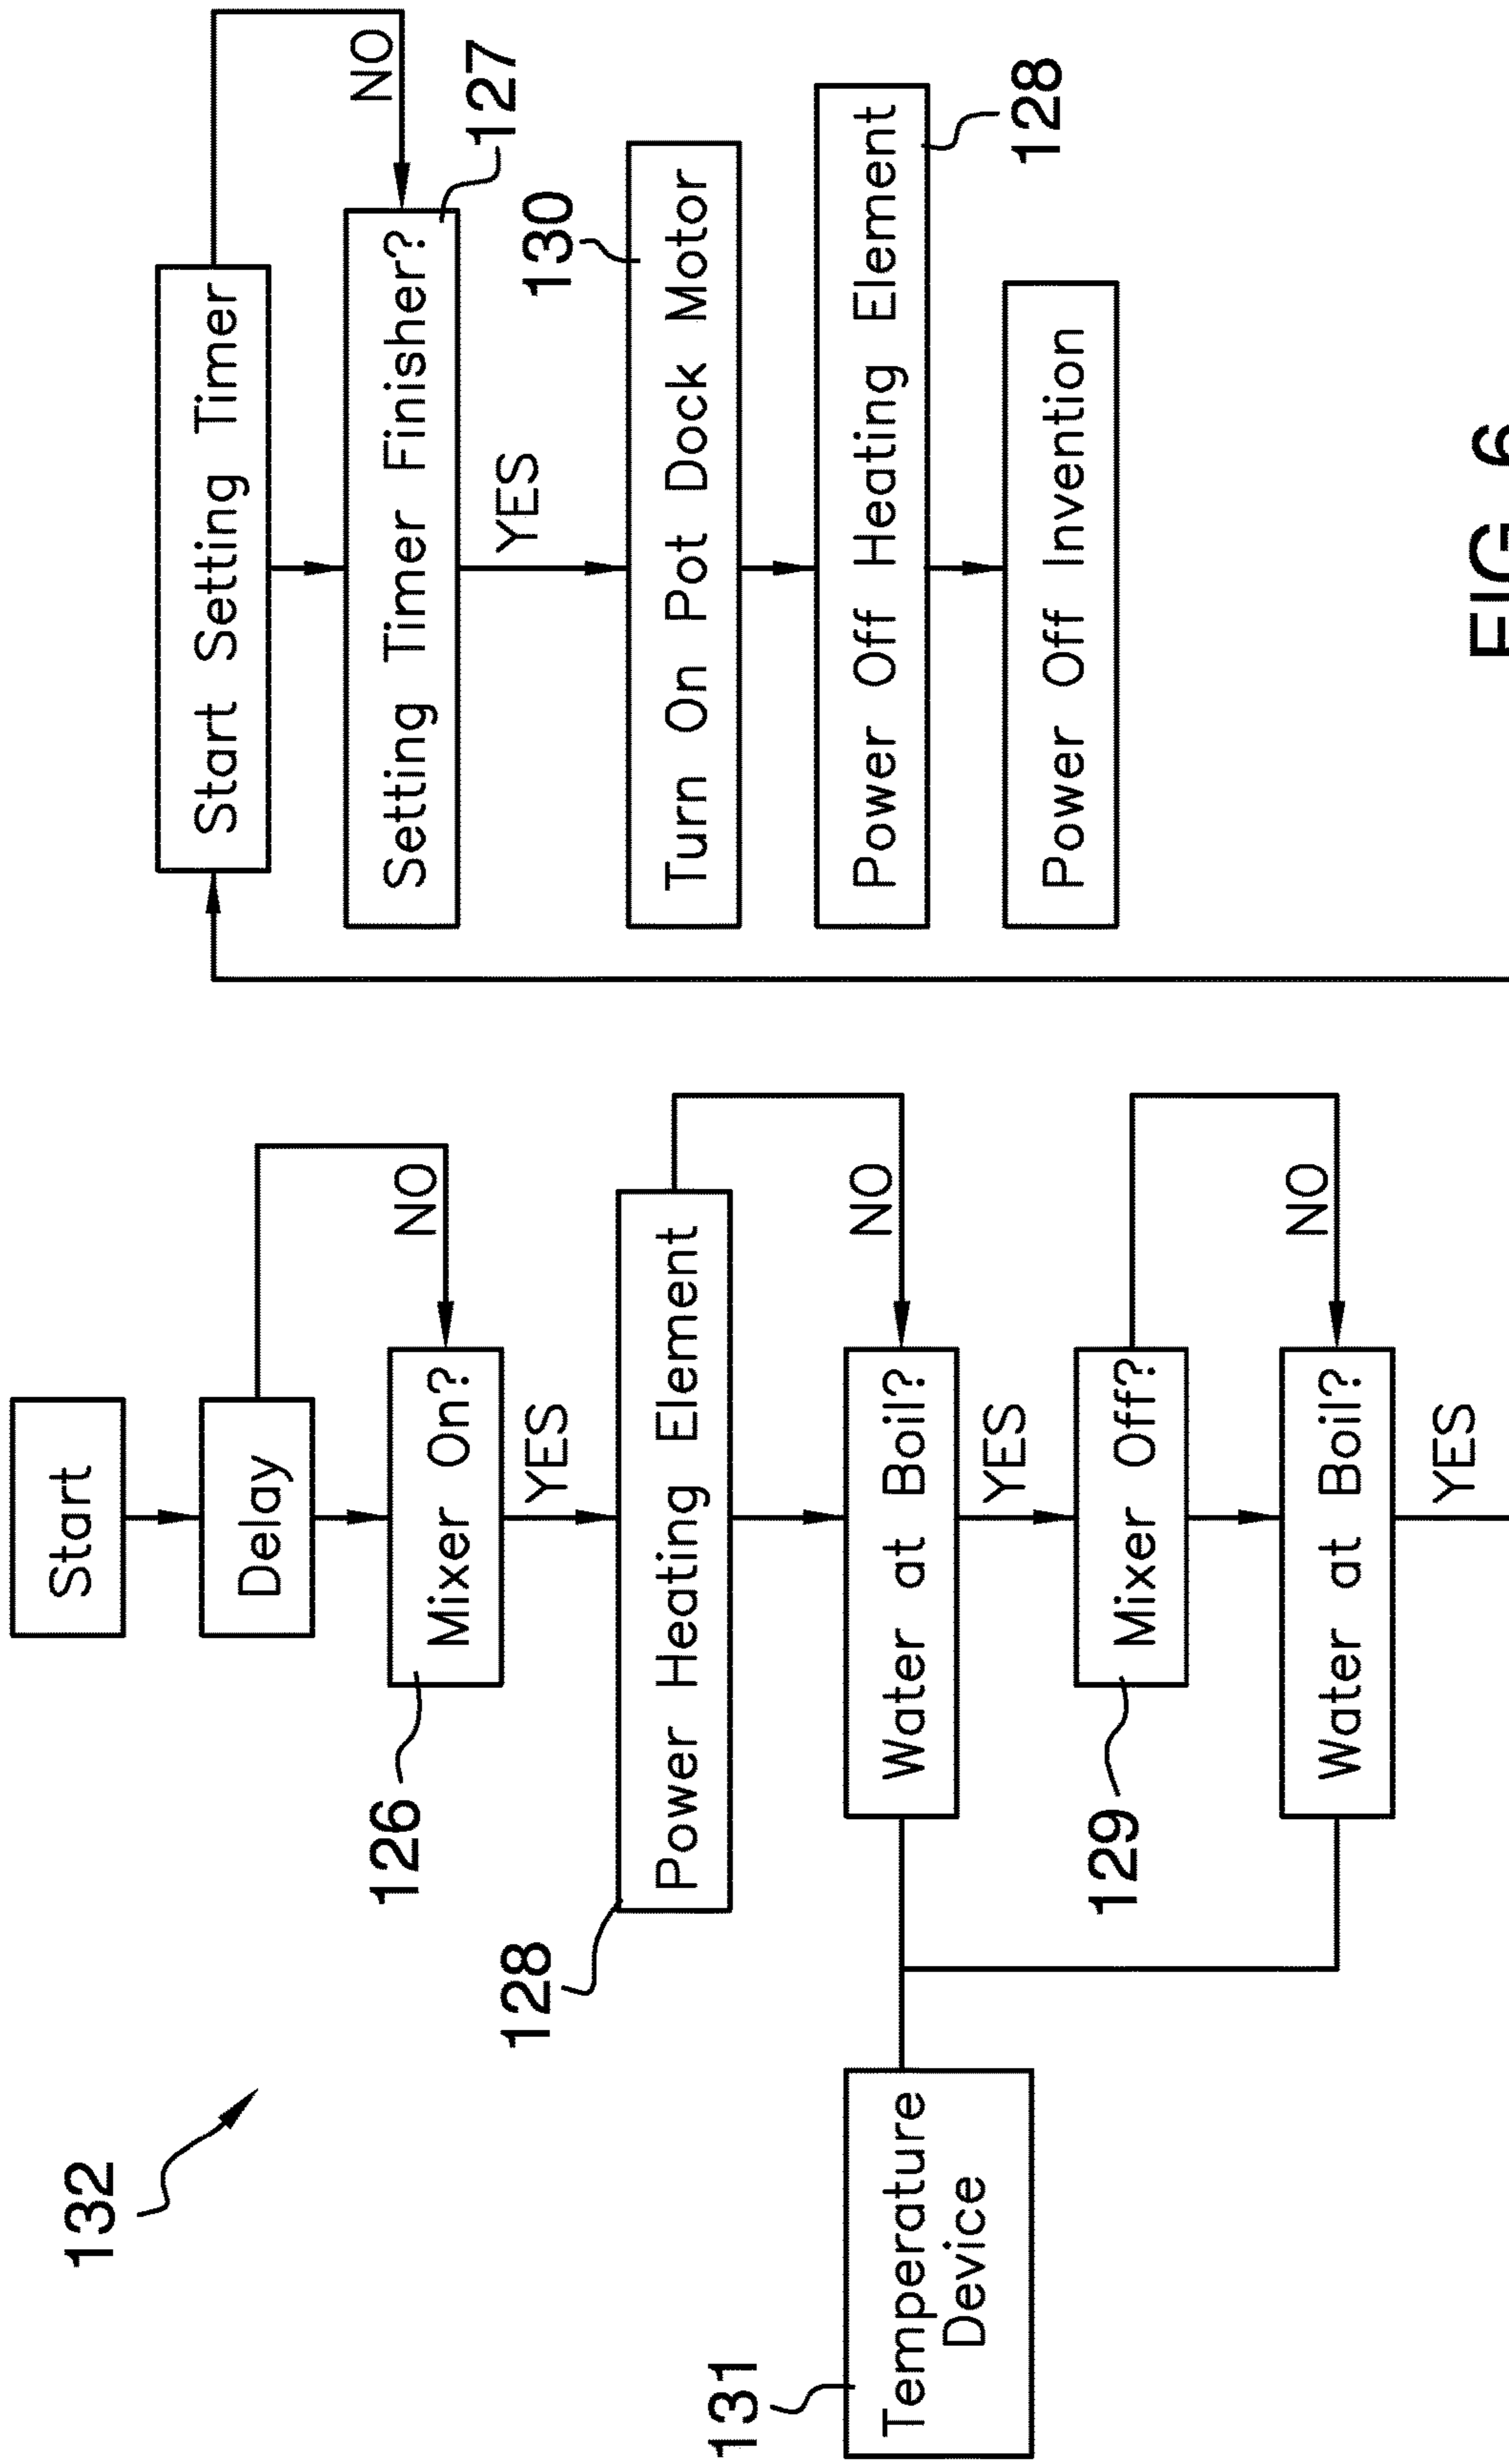 132
Start
Delay
NO
126
Mixer On?
YES
128
Power Heating Element
NO
131
Temperature
Device
Water at Boil?
YES
129
Mixer Off?
NO
Water at Boil?
YES
Start Setting Timer
NO
Setting Timer Finisher?
127
YES
130
Turn On Pot Dock Motor
Power Off Heating Element
128
Power Off Invention
FIG. 6